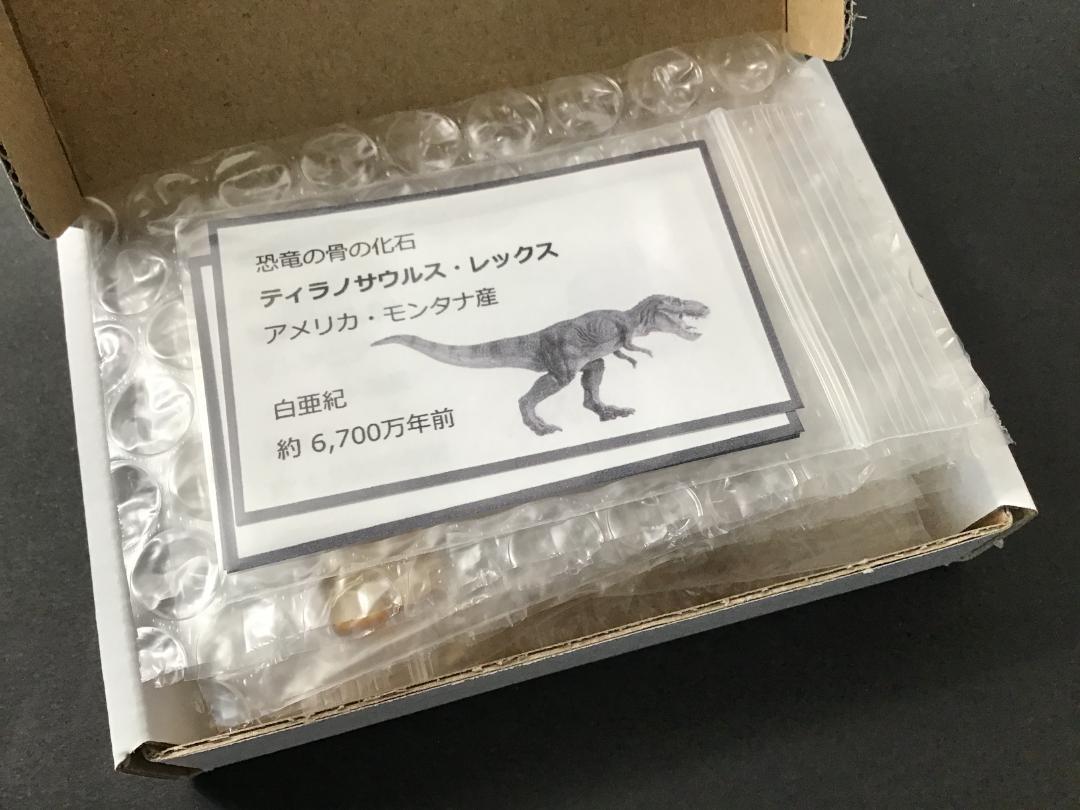 恐竜の骨の化石
ティラノサウルス・レックス
アメリカ・モンタナ産
白亜紀
約 6,700万年前